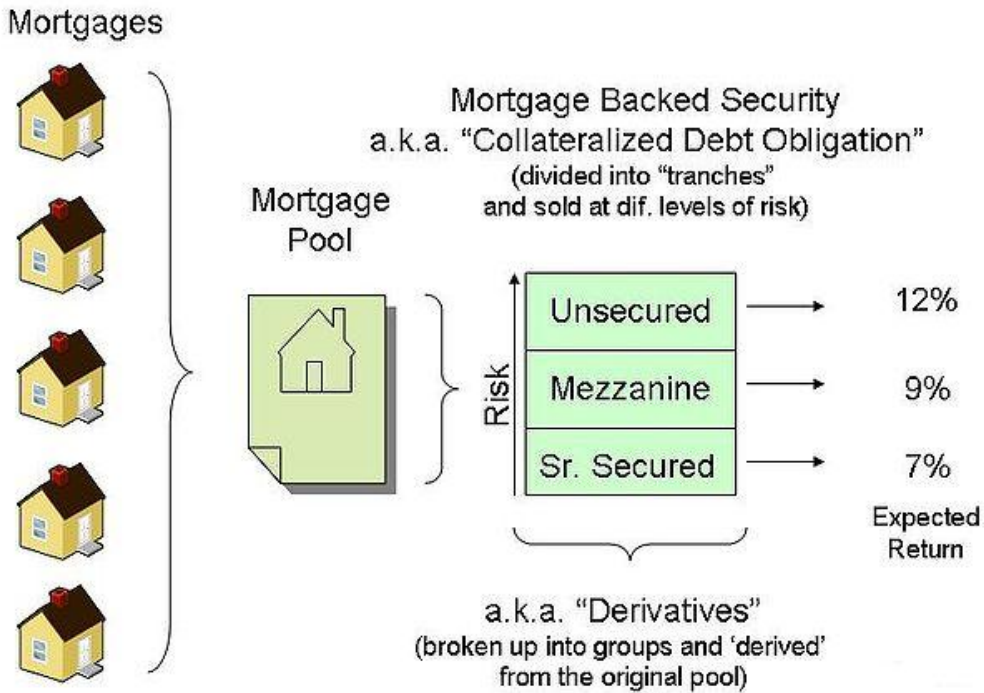 Mortgages
Mortgage Backed Security
a.k.a. “Collateralized Debt Obligation”
(divided into “tranches”
and sold at dif. levels of risk)
Mortgage
Pool
Risk
Unsecured
12%
Mezzanine
9%
Sr. Secured
7%
Expected
Return
a.k.a. “Derivatives”
(broken up into groups and ‘derived’
from the original pool)